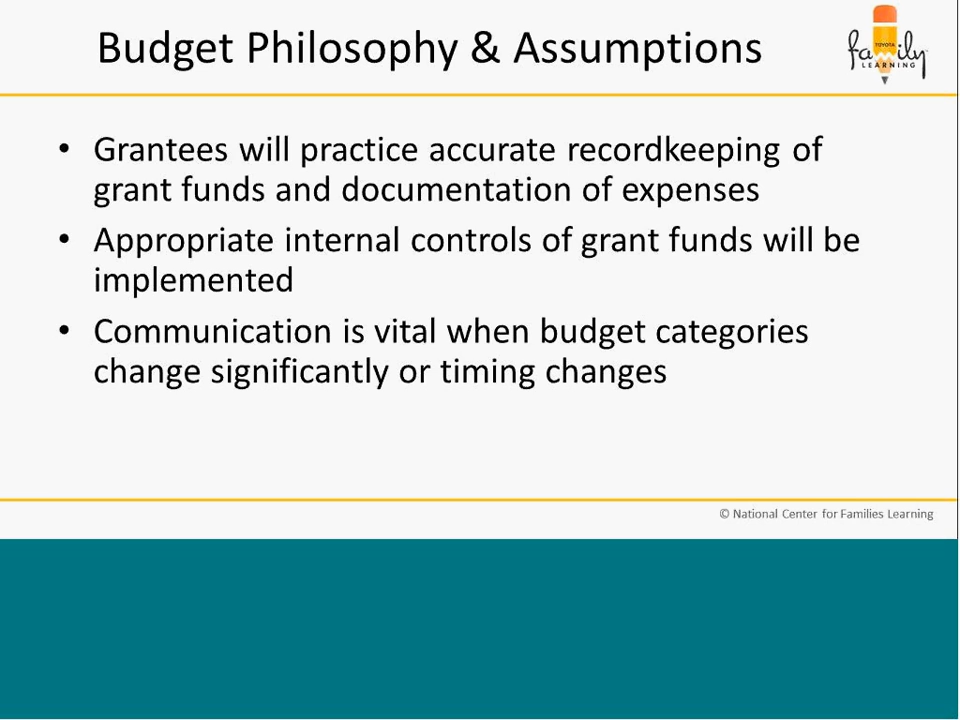 Budget Philosophy & Assumptions
TOYOTA
family
LEARNING
• Grantees will practice accurate recordkeeping of
grant funds and documentation of expenses
• Appropriate internal controls of grant funds will be
implemented
• Communication is vital when budget categories
change significantly or timing changes
© National Center for Families Learning